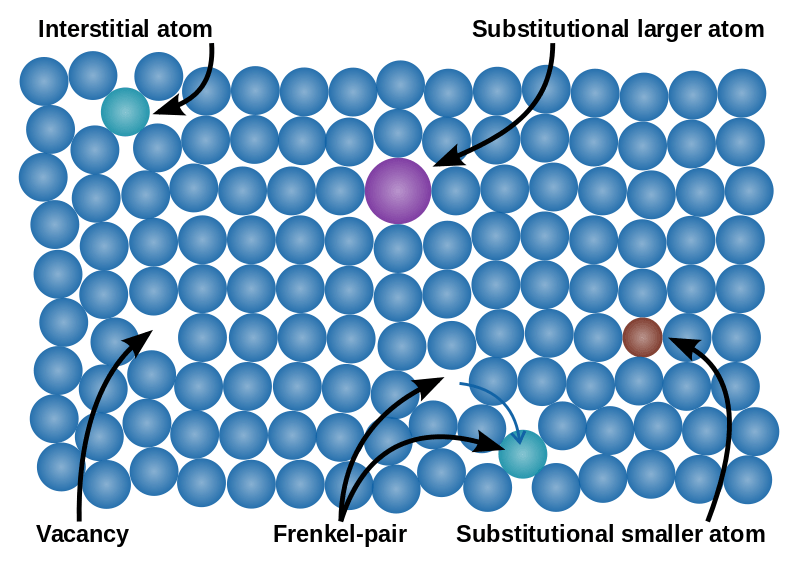 Interstitial atom
Substitutional larger atom
Vacancy
Frenkel-pair
Substitutional smaller atom